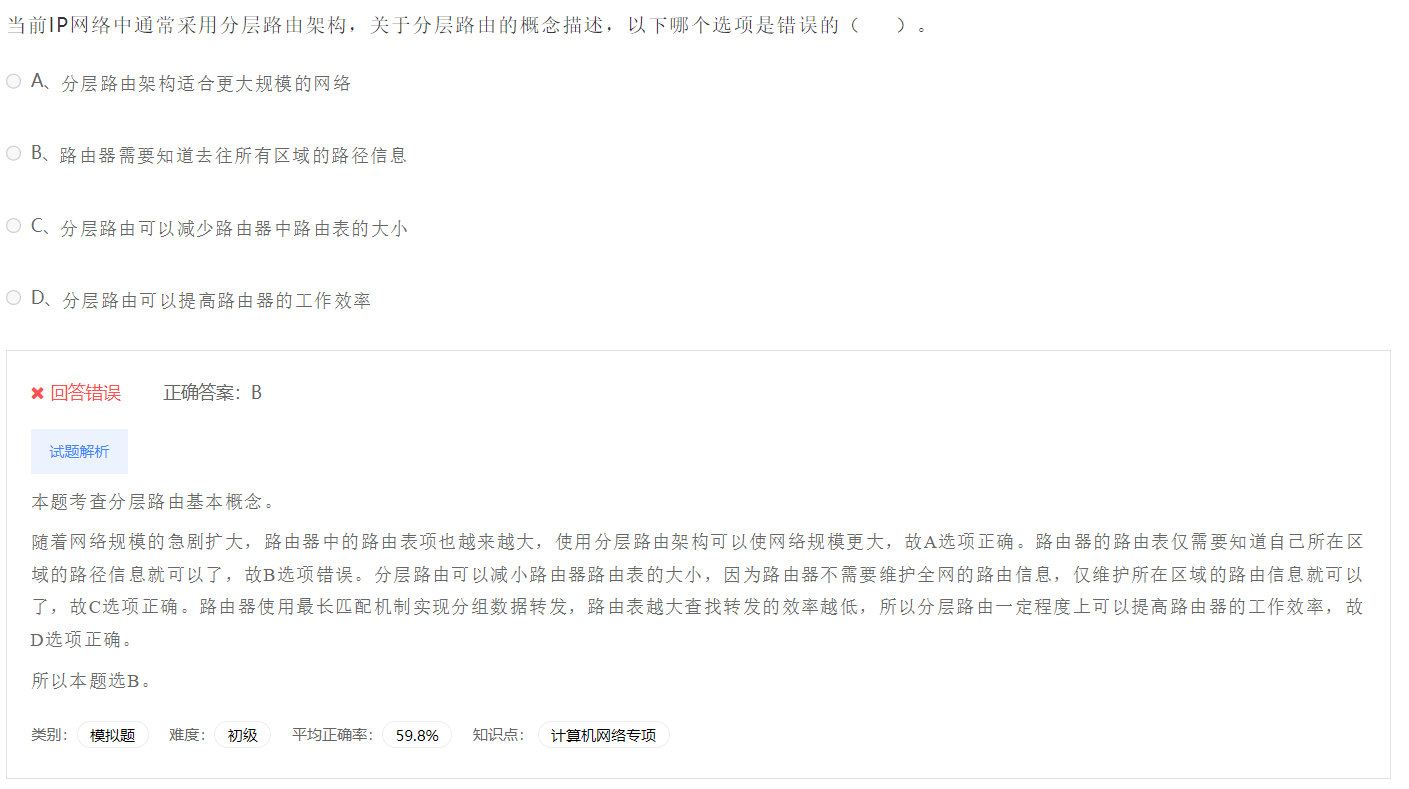 当前IP网络中通常采用分层路由架构，关于分层路由的概念描述，以下哪个选项是错误的（　　）。
A、分层路由架构适合更大规模的网络
B、路由器需要知道去往所有区域的路径信息
C、分层路由可以减少路由器中路由表的大小
D、分层路由可以提高路由器的工作效率
回答错误 正确答案：B
试题解析
本题考查分层路由基本概念。
随着网络规模的急剧扩大，路由器中的路由表项也越来越大，使用分层路由架构可以使网络规模更大，故A选项正确。路由器的路由表仅需要知道自己所在区
域的路径信息就可以了，故B选项错误。分层路由可以减小路由器路由表的大小，因为路由器不需要维护全网的路由信息，仅维护所在区域的路由信息就可以
了，故C选项正确。路由器使用最长匹配机制实现分组数据转发，路由表越大查找转发的效率越低，所以分层路由一定程度上可以提高路由器的工作效率，故
D选项正确。
所以本题选B。
类别： 模拟题 难度： 初级 平均正确率： 59.8% 知识点： 计算机网络专项